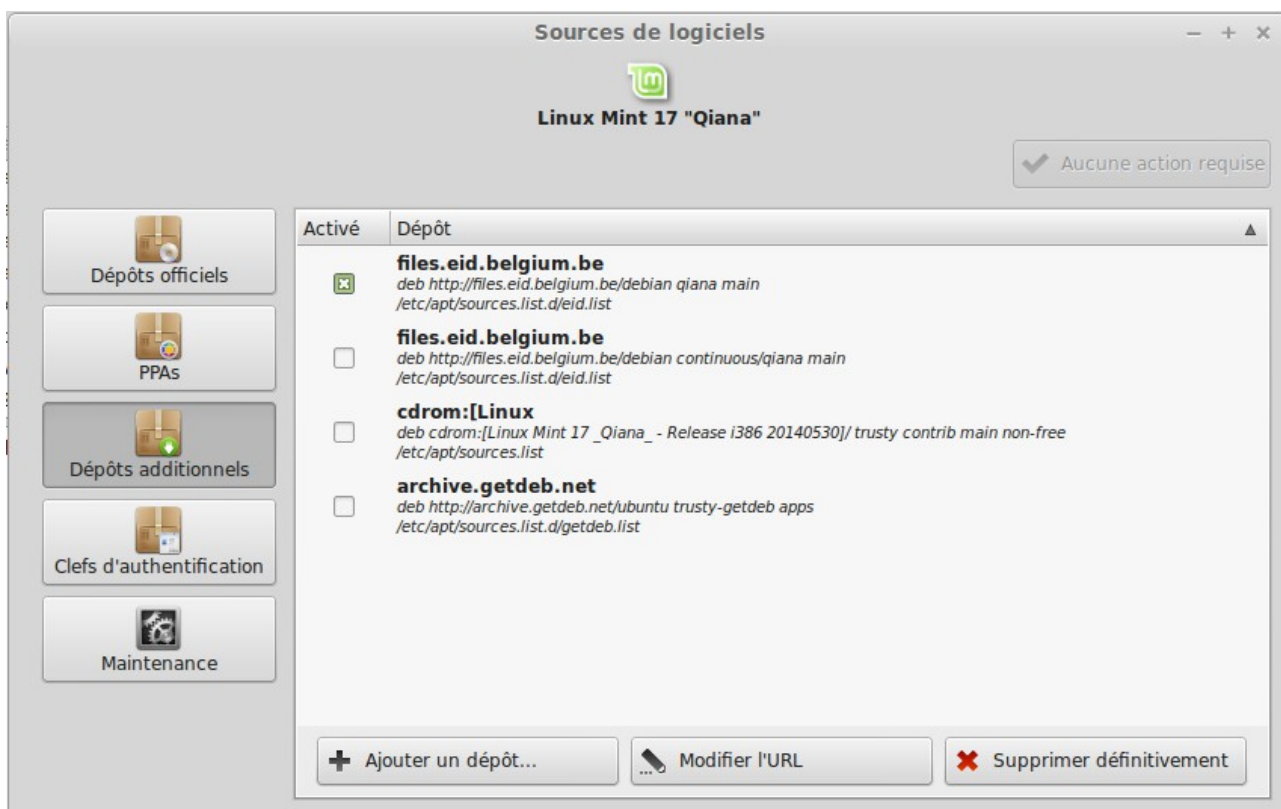 Sources de logiciels
Linux Mint 17 "Qiana"
Aucune action requise
Dépôts officiels
PPAs
Dépôts additionnels
Clefs d'authentification
Maintenance
Activé Dépôt
files.eid.belgium.be
deb http://files.eid.belgium.be/debian qiana main
/etc/apt/sources.list.d/eid.list
files.eid.belgium.be
deb http://files.eid.belgium.be/debian continuous/qiana main
/etc/apt/sources.list.d/eid.list
cdrom:[Linux
deb cdrom:[Linux Mint 17 _Qiana_ - Release i386 20140530]/ trusty contrib main non-free
/etc/apt/sources.list
archive.getdeb.net
deb http://archive.getdeb.net/ubuntu trusty-getdeb apps
/etc/apt/sources.list.d/getdeb.list
Ajouter un dépôt... Modifier l'URL Supprimer définitivement